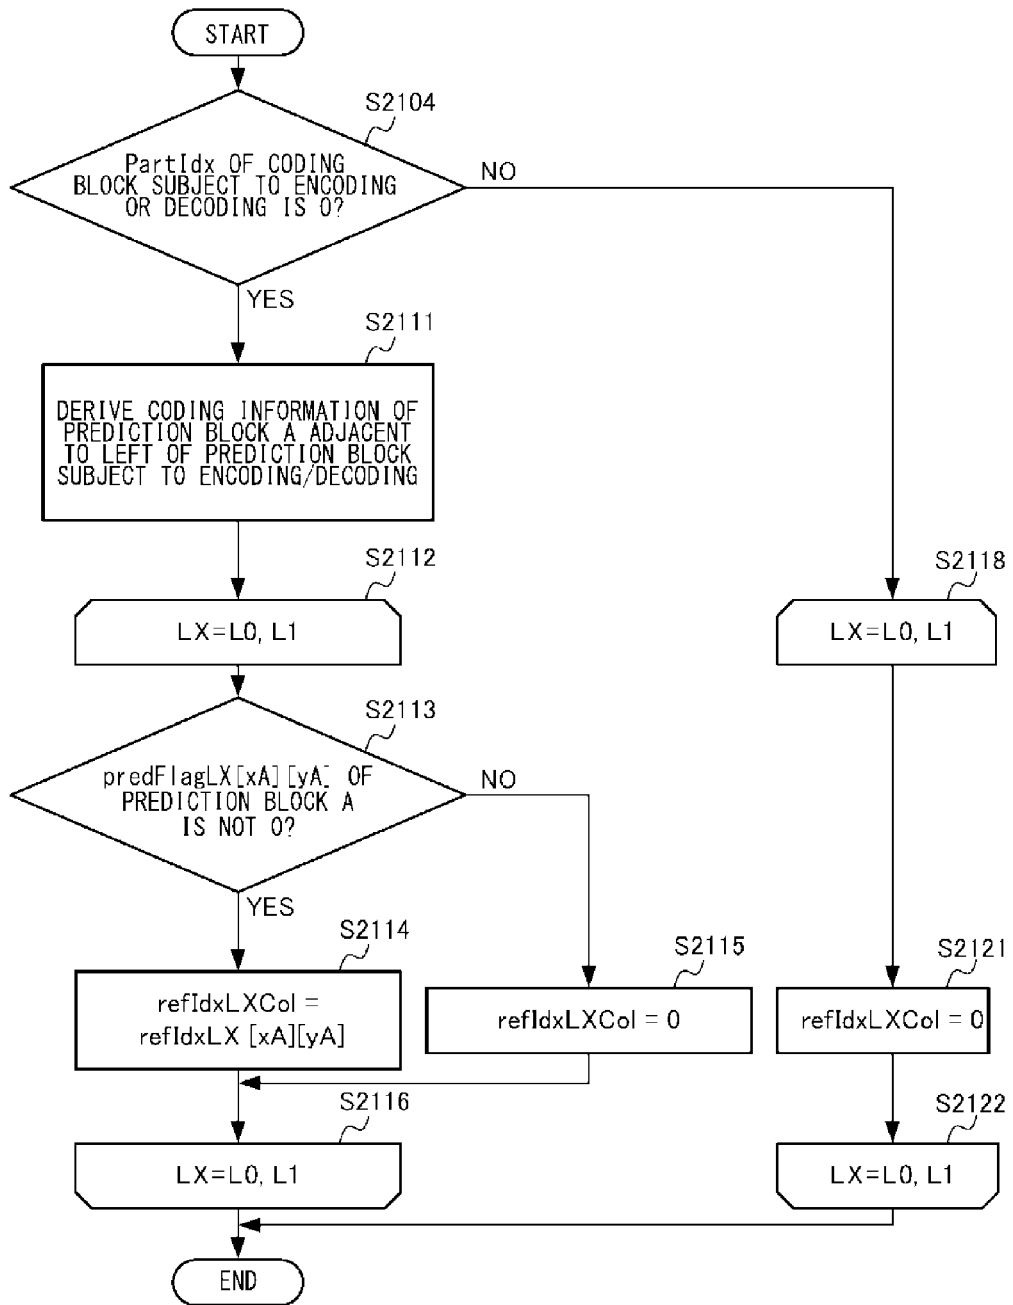 START
S2104
PartIdx OF CODING
BLOCK SUBJECT TO ENCODING
OR DECODING IS 0?
NO
YES
S2111
DERIVE CODING INFORMATION OF
PREDICTION BLOCK A ADJACENT
TO LEFT OF PREDICTION BLOCK
SUBJECT TO ENCODING/DECODING
S2112
LX=L0, L1
S2118
LX=L0, L1
S2113
predFlagLX[xA][yA] OF
PREDICTION BLOCK A
IS NOT 0?
NO
YES
S2114
refIdxLXCol =
refIdxLX [xA][yA]
S2115
refIdxLXCol = 0
S2121
refIdxLXCol = 0
S2116
LX=L0, L1
S2122
LX=L0, L1
END